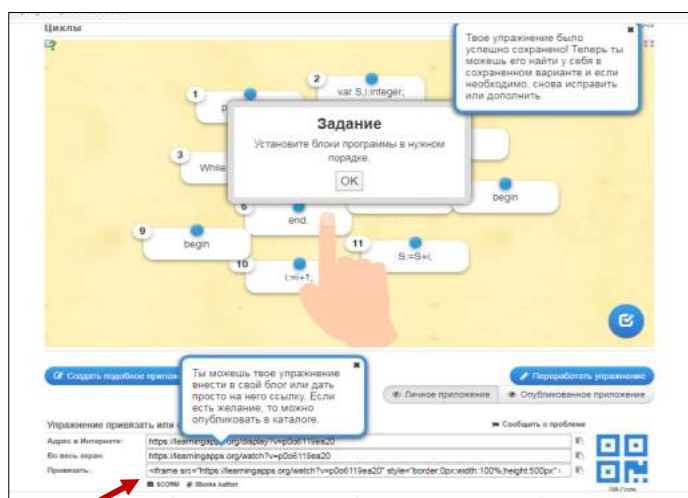 Циклы
Твое упражнение было
успешно сохранено! Теперь ты
можешь его найти у себя в
сохраненном варианте и если
необходимо, снова исправить
или дополнить.
1
2
var S,i:integer;
Задание
Установите блоки программы в нужном
порядке.
OK
3
While
begin
end.
9
begin
11
S:=S+i;
10
i:=i+1;
Создать подобное
Переработать упражнение
Ты можешь твое упражнение
внести в свой блог или дать
просто на него ссылку. Если
есть желание, то можно
опубликовать в каталоге.
Личное приложение
Опубликованное приложение
Упражнение привязать или
Сообщить о проблеме
Адрес в Интернете:
https://learningapps.org/display?v=p0o6119ea20
Во весь экран:
https://learningapps.org/watch?v=p0o6119ea20
Привязать:
<iframe src="https://learningapps.org/watch?v=p0o6119ea20" style="border:0px;width:100%;height:500px"
SCORM iBooks Author
QR-Code